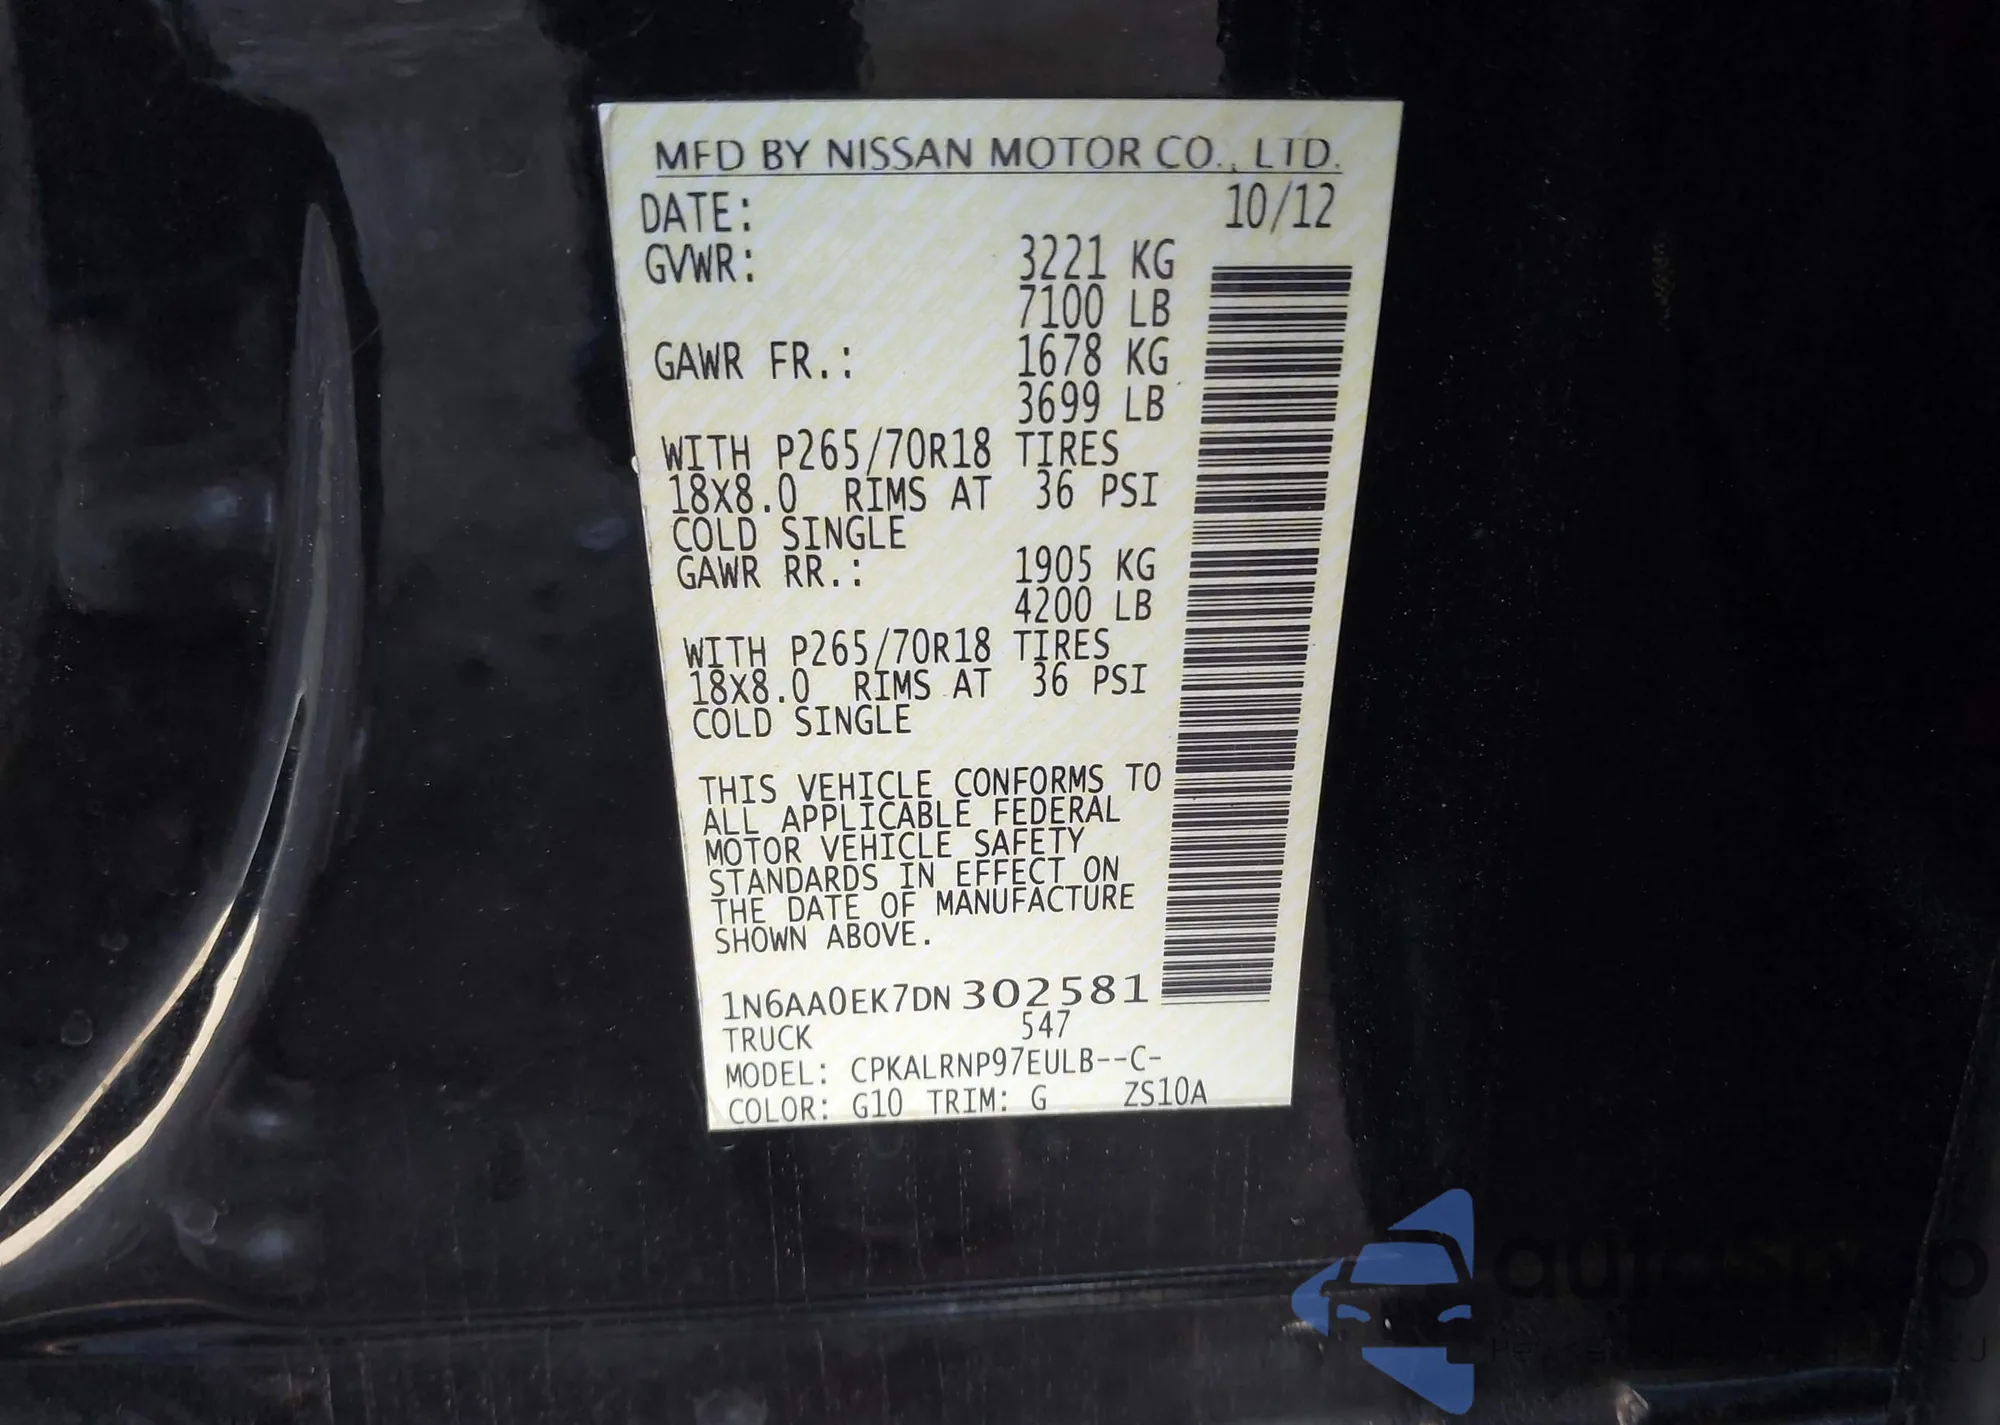 MFD BY NISSAN MOTOR CO., LTD.
DATE: 10/12
GVWR: 3221 KG
7100 LB
GAWR FR.: 1678 KG
3699 LB
WITH P265/70R18 TIRES
18X8.0 RIMS AT 36 PSI
COLD SINGLE
GAWR RR.: 1905 KG
4200 LB
WITH P265/70R18 TIRES
18X8.0 RIMS AT 36 PSI
COLD SINGLE
THIS VEHICLE CONFORMS TO
ALL APPLICABLE FEDERAL
MOTOR VEHICLE SAFETY
STANDARDS IN EFFECT ON
THE DATE OF MANUFACTURE
SHOWN ABOVE.
1N6AA0EK7DN302581
TRUCK 547
MODEL: CPKALRNP97EULB--C-
COLOR: G10 TRIM: G ZS10A